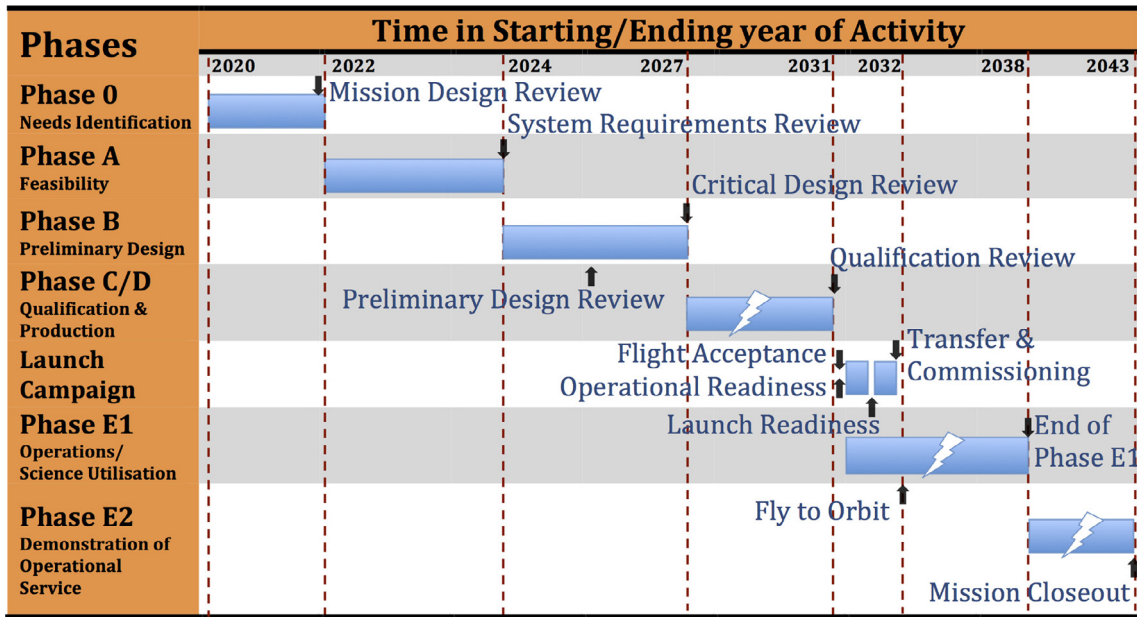 Phases
Time in Starting/Ending year of Activity
2020 2022 2024 2027 2031 2032 2038 2043
Phase 0
Needs Identification
Mission Design Review
System Requirements Review
Phase A
Feasibility
Critical Design Review
Phase B
Preliminary Design
Qualification Review
Phase C/D
Qualification &
Production
Preliminary Design Review
Launch
Campaign
Flight Acceptance
Operational Readiness
Transfer &
Commissioning
Launch Readiness
Phase E1
Operations/
Science Utilisation
End of
Phase E1
Fly to Orbit
Phase E2
Demonstration of
Operational
Service
Mission Closeout